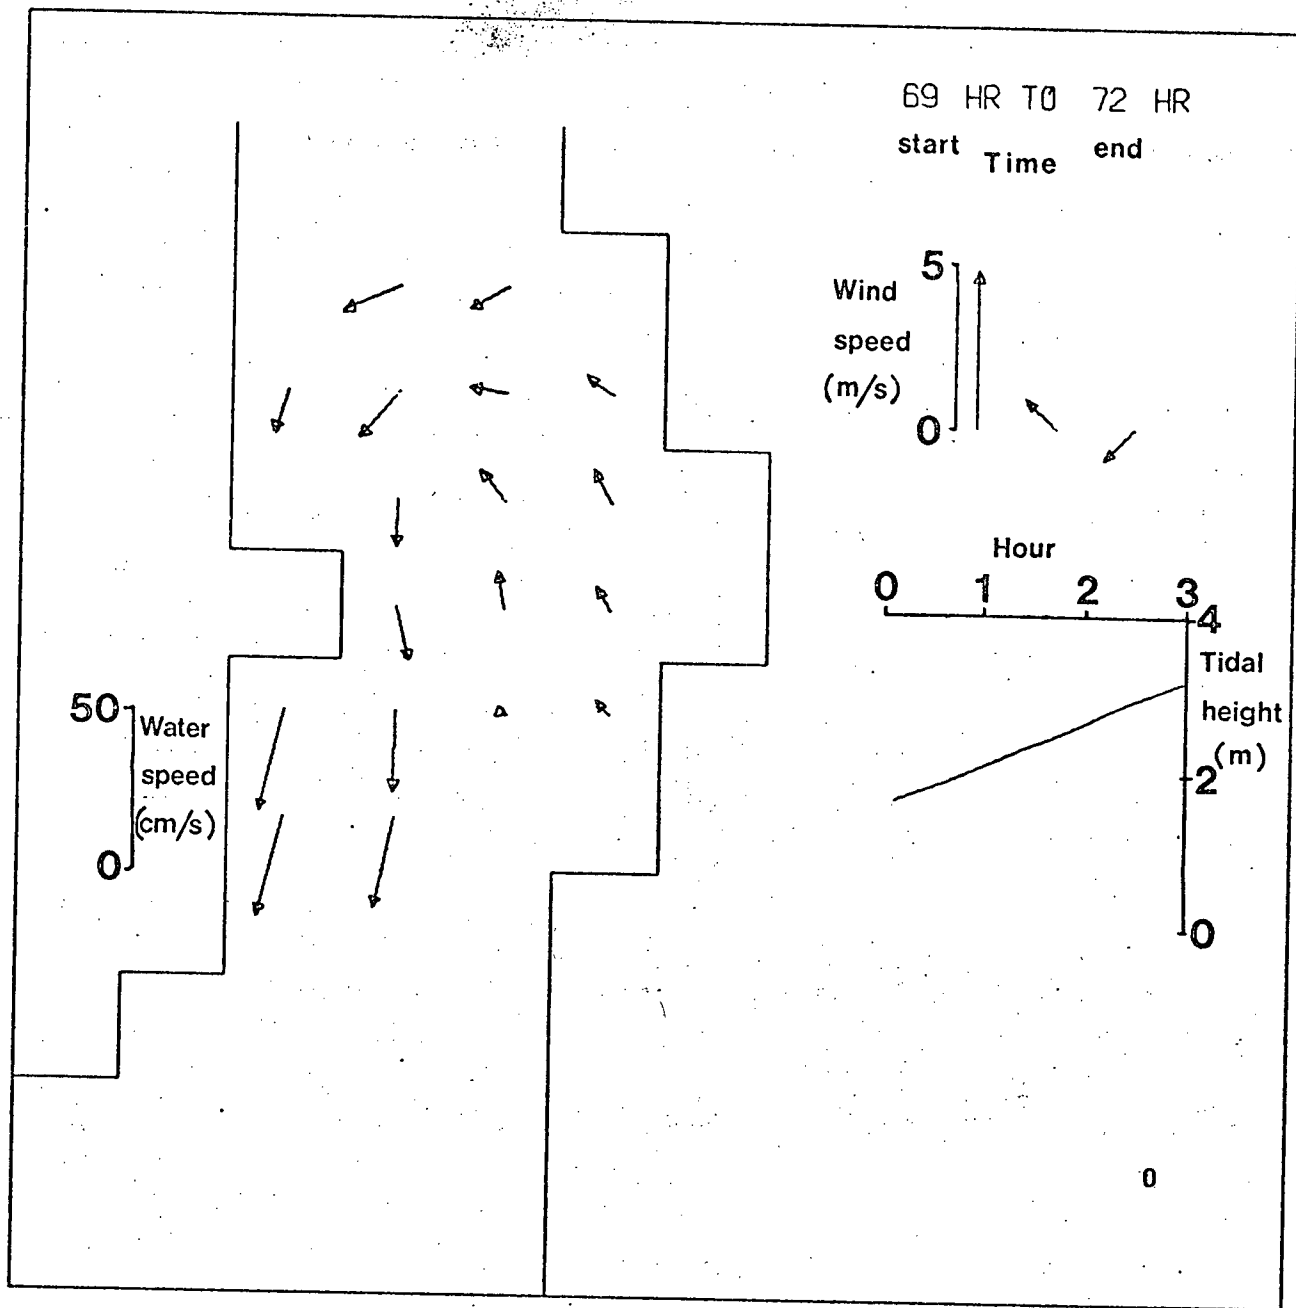 69 HR TO 72 HR
start Time end
Wind
speed
(m/s)
5
0
Hour
0 1 2 3
4
Tidal
height
(m)
2
0
50
Water
speed
(cm/s)
0
0